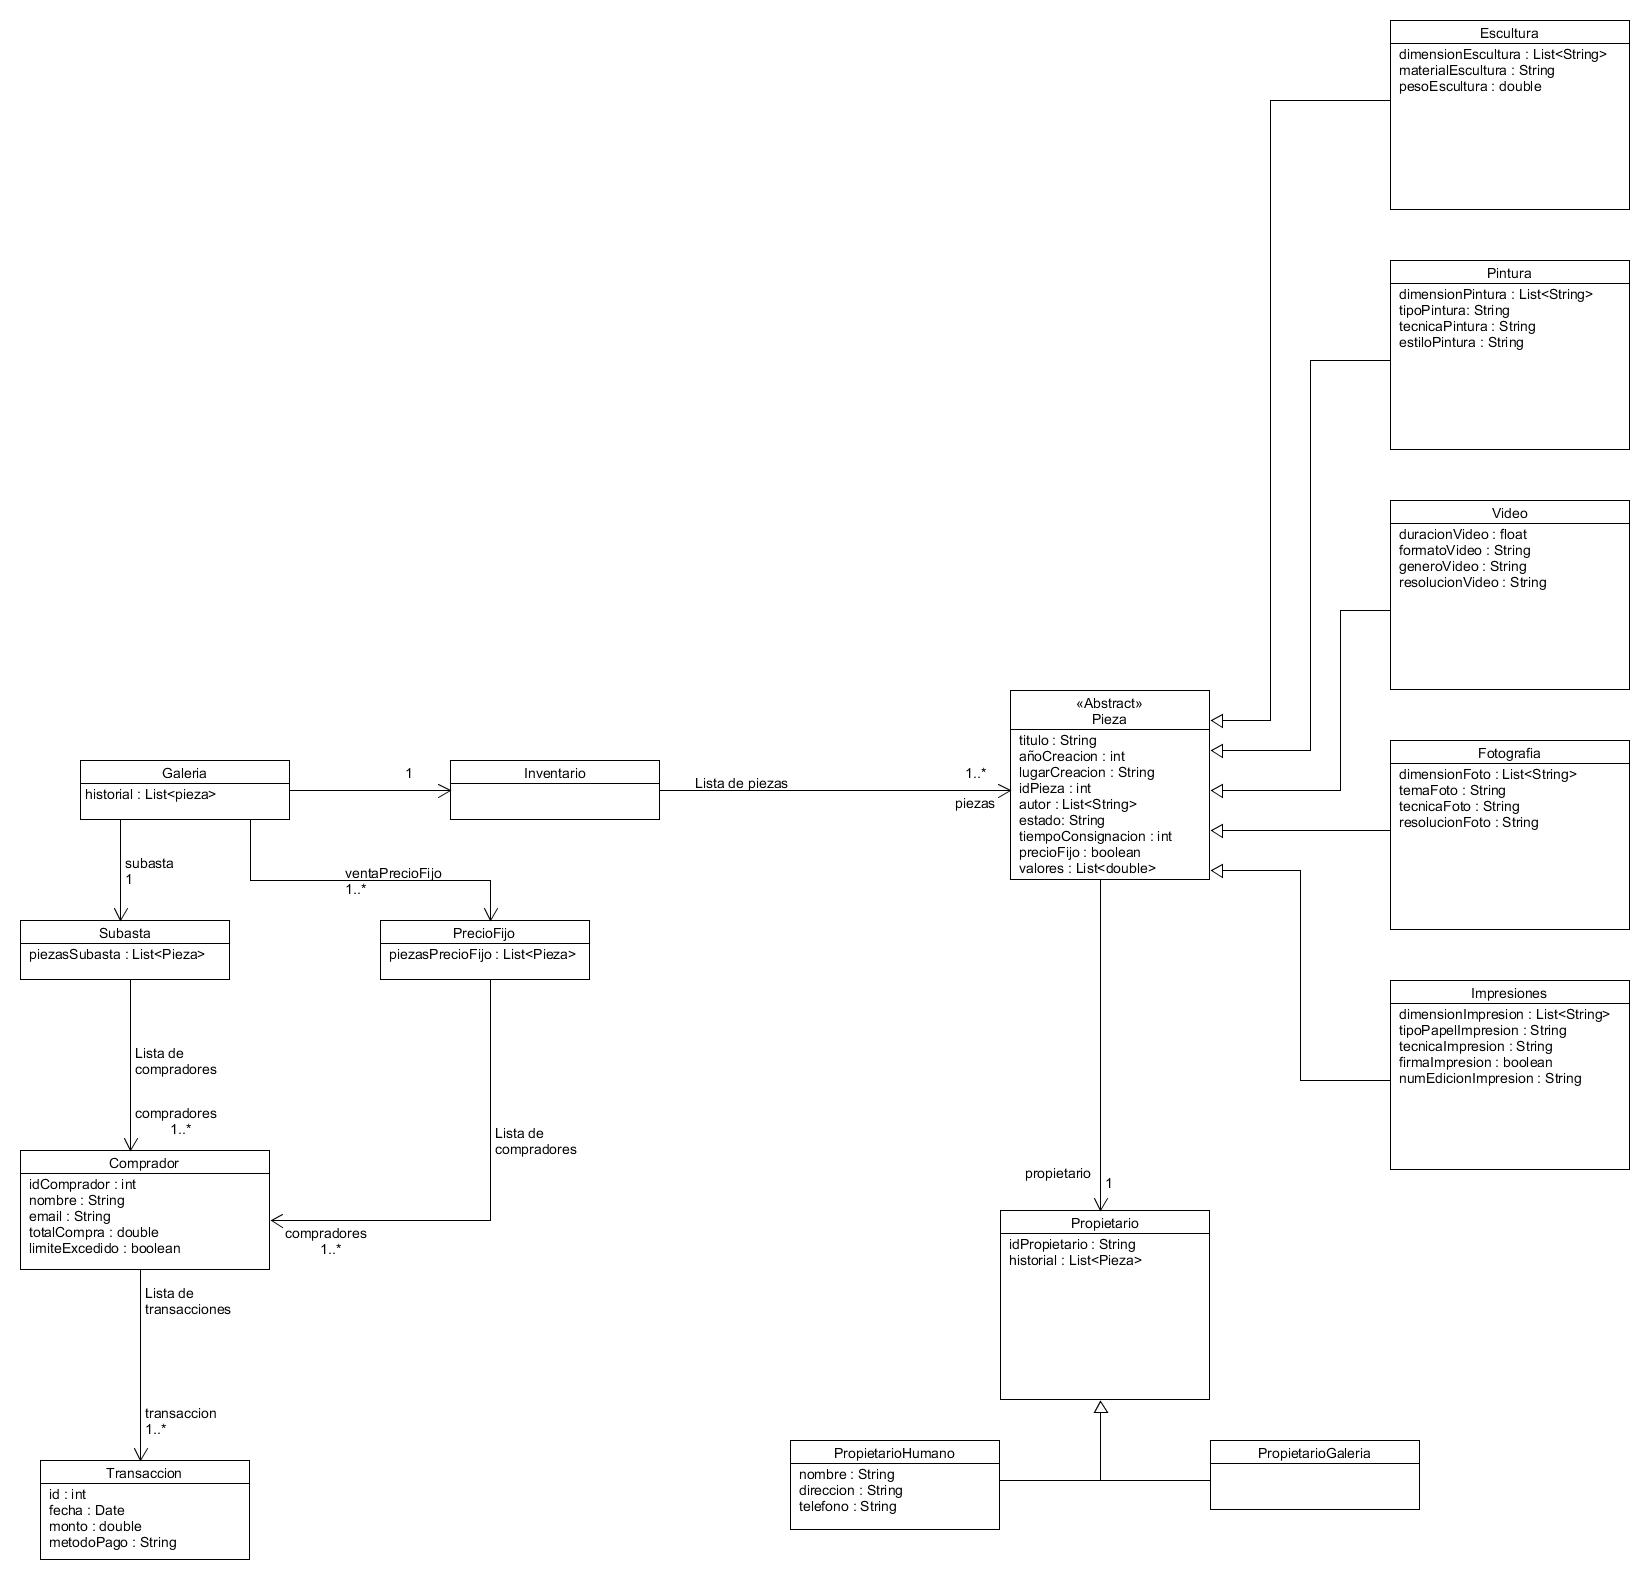 Escultura
dimensionEscultura : List<String>
materialEscultura : String
pesoEscultura : double
Pintura
dimensionPintura : List<String>
tipoPintura: String
tecnicaPintura : String
estiloPintura : String
Video
duracionVideo : float
formatoVideo : String
generoVideo : String
resolucionVideo : String
«Abstract»
Pieza
titulo : String
añoCreacion : int
lugarCreacion : String
idPieza : int
autor : List<String>
estado: String
tiempoConsignacion : int
precioFijo : boolean
valores : List<double>
Fotografia
dimensionFoto : List<String>
temaFoto : String
tecnicaFoto : String
resolucionFoto : String
Galeria
historial : List<pieza>
1
Inventario
Lista de piezas
1..*
piezas
subasta
1
ventaPrecioFijo
1..*
Subasta
piezasSubasta : List<Pieza>
PrecioFijo
piezasPrecioFijo : List<Pieza>
Impresiones
dimensionImpresion : List<String>
tipoPapelImpresion : String
tecnicaImpresion : String
firmaImpresion : boolean
numEdicionImpresion : String
Lista de
compradores
compradores
1..*
Lista de
compradores
Comprador
idComprador : int
nombre : String
email : String
totalCompra : double
limiteExcedido : boolean
compradores
1..*
propietario
1
Propietario
idPropietario : String
historial : List<Pieza>
Lista de
transacciones
transaccion
1..*
Transaccion
id : int
fecha : Date
monto : double
metodoPago : String
PropietarioHumano
nombre : String
direccion : String
telefono : String
PropietarioGaleria